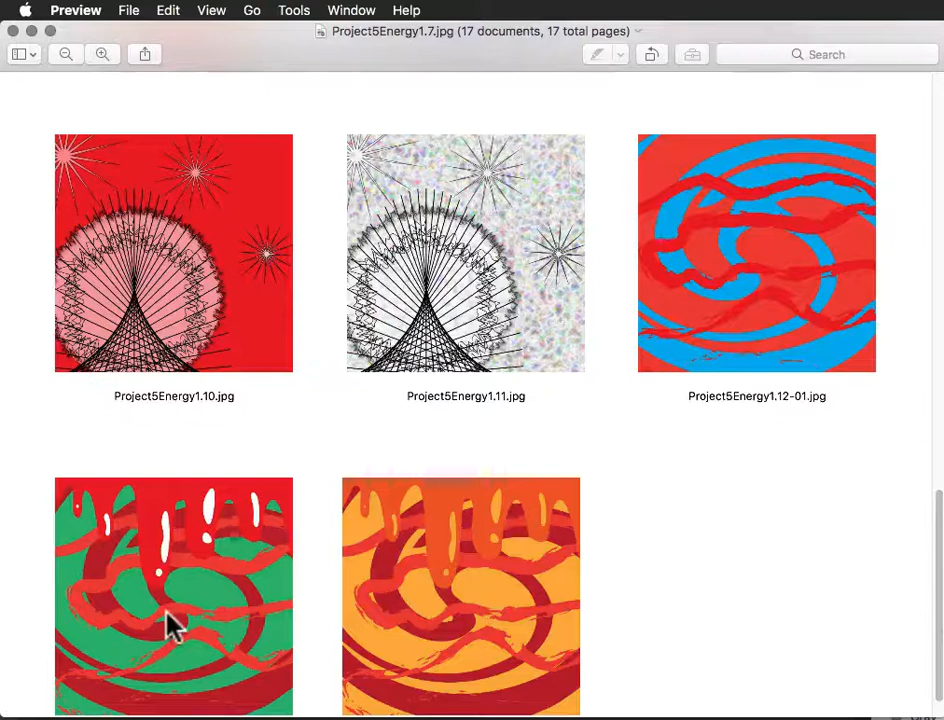 Preview File Edit View Go Tools Window Help
Project5Energy1.7.jpg (17 documents, 17 total pages)
Search
Project5Energy1.10.jpg Project5Energy1.11.jpg Project5Energy1.12-01.jpg